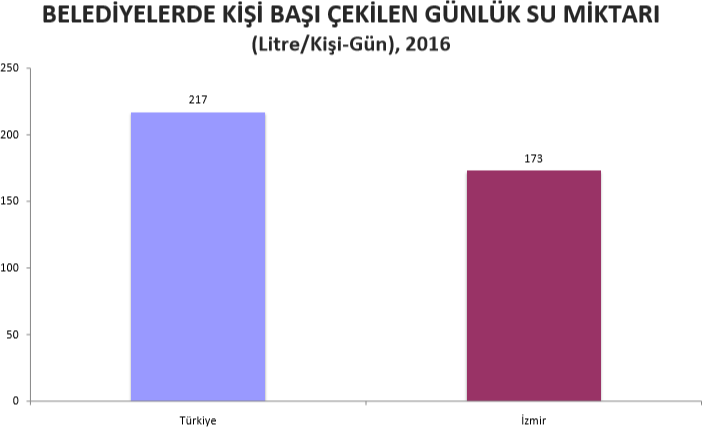 BELEDİYELERDE KİŞİ BAŞI ÇEKİLEN GÜNLÜK SU MİKTARI
(Litre/Kişi-Gün), 2016
250
217
200
173
150
100
50
0
Türkiye İzmir